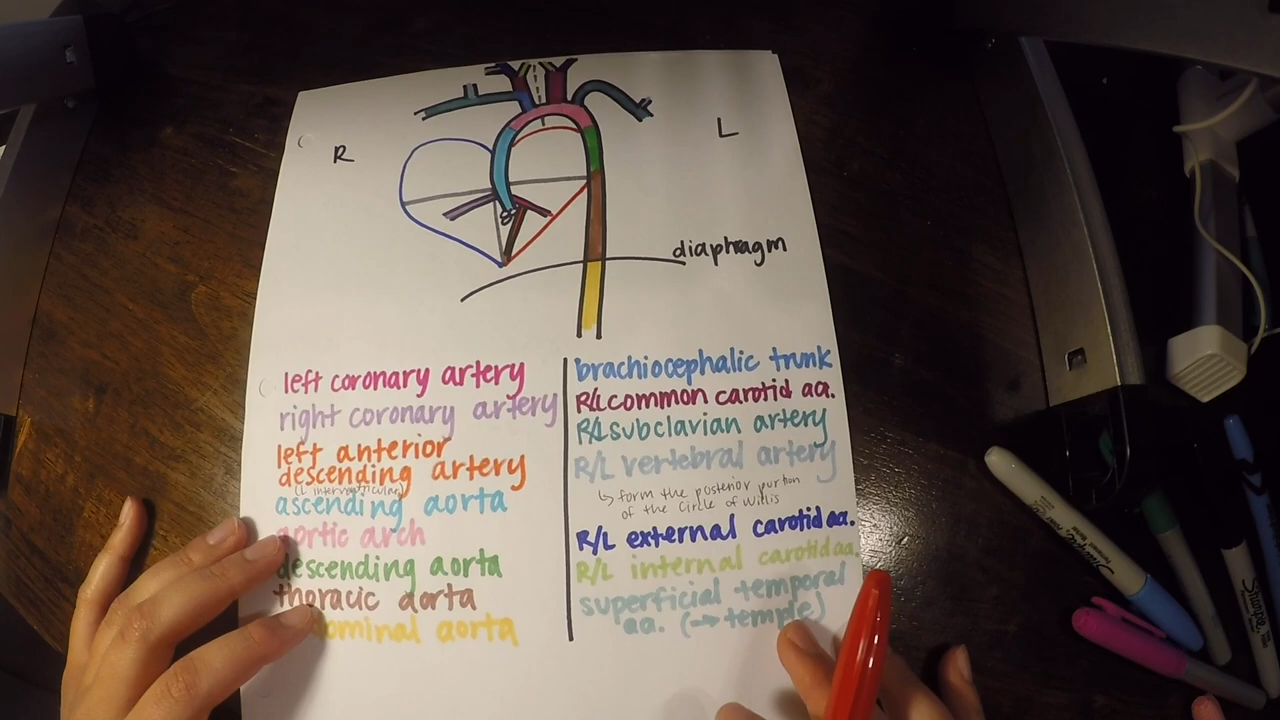 R
L
diaphragm
left coronary artery
right coronary artery
left anterior
descending artery
(L interventricular)
ascending aorta
aortic arch
descending aorta
thoracic aorta
ominal aorta
brachiocephalic trunk
R/L common carotid aa.
R/L subclavian artery
R/L vertebral artery
↳ form the posterior portion
of the Circle of Willis
R/L external carotid aa.
R/L internal carotid aa.
superficial temporal
aa. (→ temple)
Sharpie